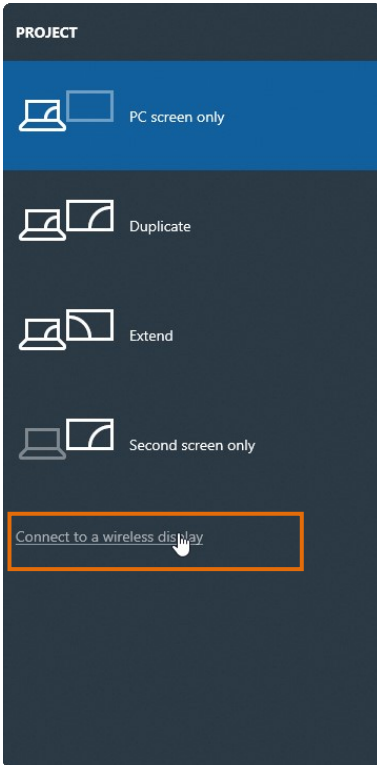 PROJECT
PC screen only
Duplicate
Extend
Second screen only
Connect to a wireless display